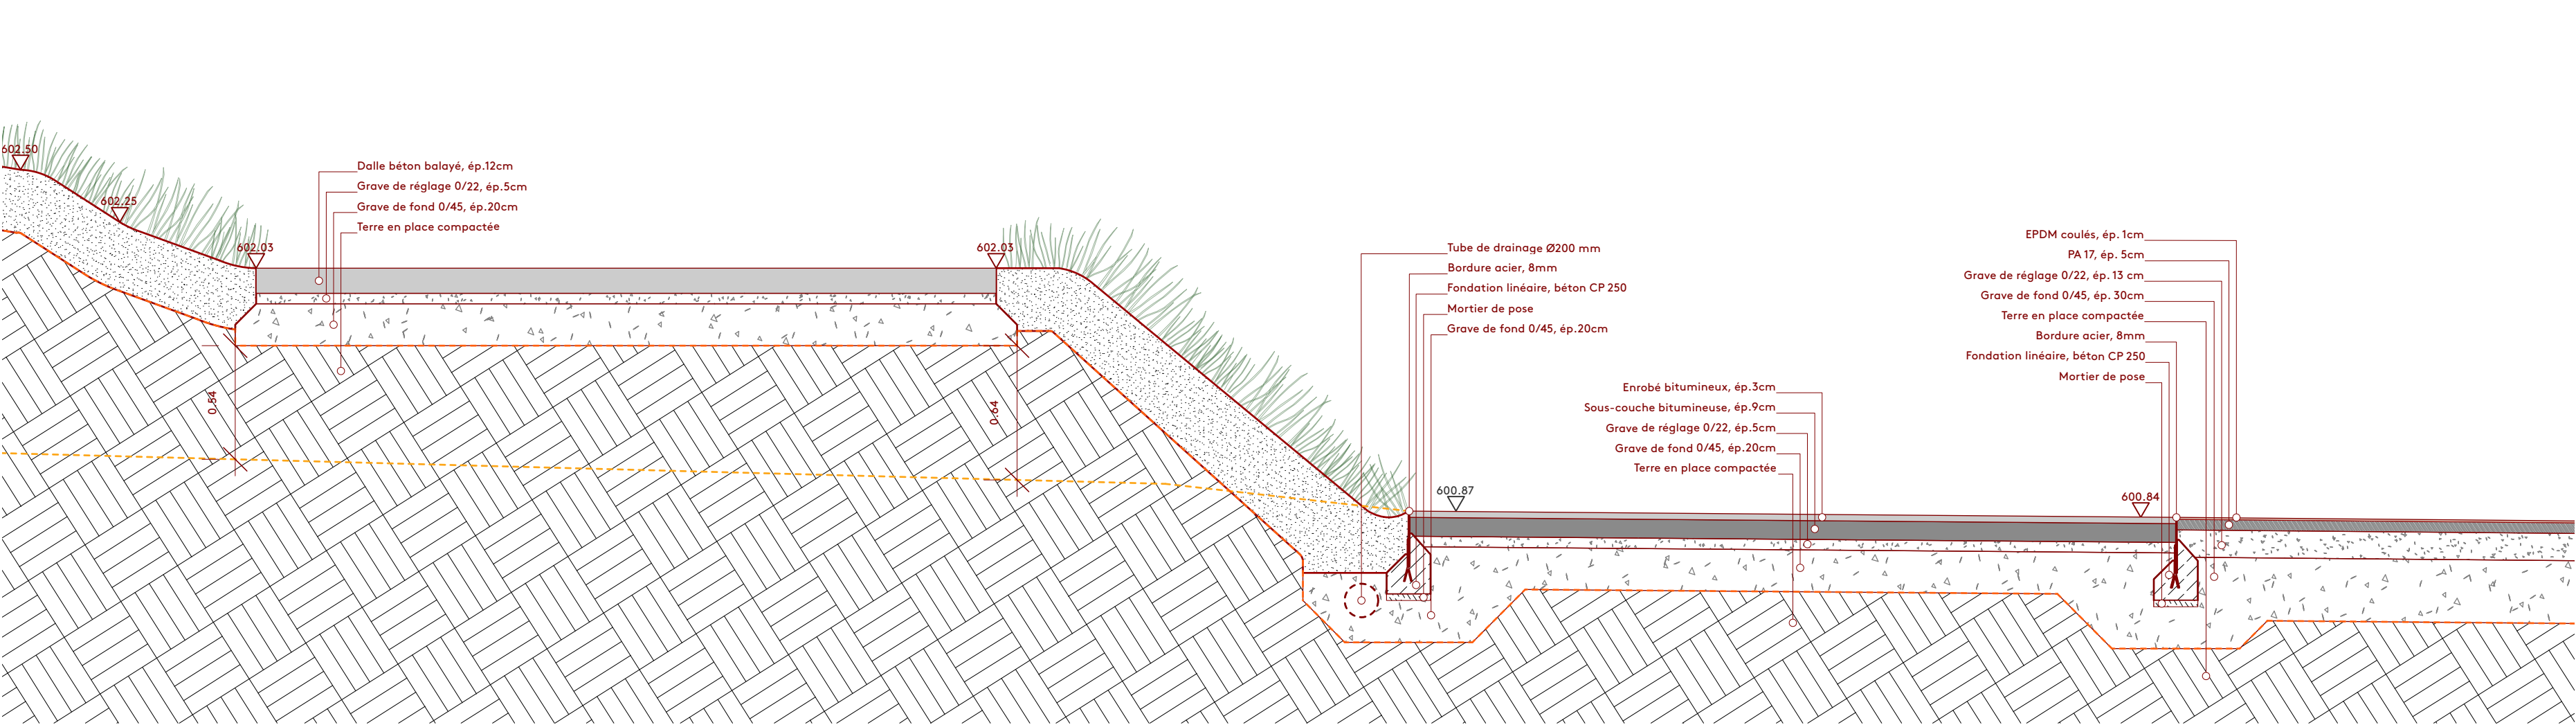 602.50
602.25
602.03
Dalle béton balayé, ép.12cm
Grave de réglage 0/22, ép.5cm
Grave de fond 0/45, ép.20cm
Terre en place compactée
602.03
0.54
0.64
Tube de drainage Ø200 mm
Bordure acier, 8mm
Fondation linéaire, béton CP 250
Mortier de pose
Grave de fond 0/45, ép.20cm
600.87
Enrobé bitumineux, ép.3cm
Sous-couche bitumineuse, ép.9cm
Grave de réglage 0/22, ép.5cm
Grave de fond 0/45, ép.20cm
Terre en place compactée
EPDM coulés, ép. 1cm
PA 17, ép. 5cm
Grave de réglage 0/22, ép. 13 cm
Grave de fond 0/45, ép. 30cm
Terre en place compactée
Bordure acier, 8mm
Fondation linéaire, béton CP 250
Mortier de pose
600.84